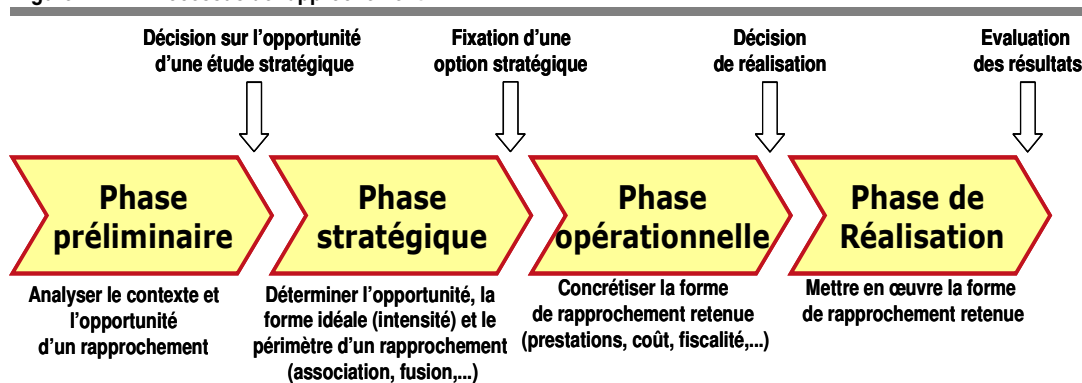 Décision sur l'opportunité
d'une étude stratégique
Fixation d'une
option stratégique
Décision
de réalisation
Evaluation
des résultats
Phase
préliminaire
Phase
stratégique
Phase
opérationnelle
Phase de
Réalisation
Analyser le contexte et
l'opportunité
d'un rapprochement
Déterminer l'opportunité, la
forme idéale (intensité) et le
périmètre d'un rapprochement
(association, fusion,...)
Concrétiser la forme
de rapprochement retenue
(prestations, coût, fiscalité,...)
Mettre en œuvre la forme
de rapprochement retenue